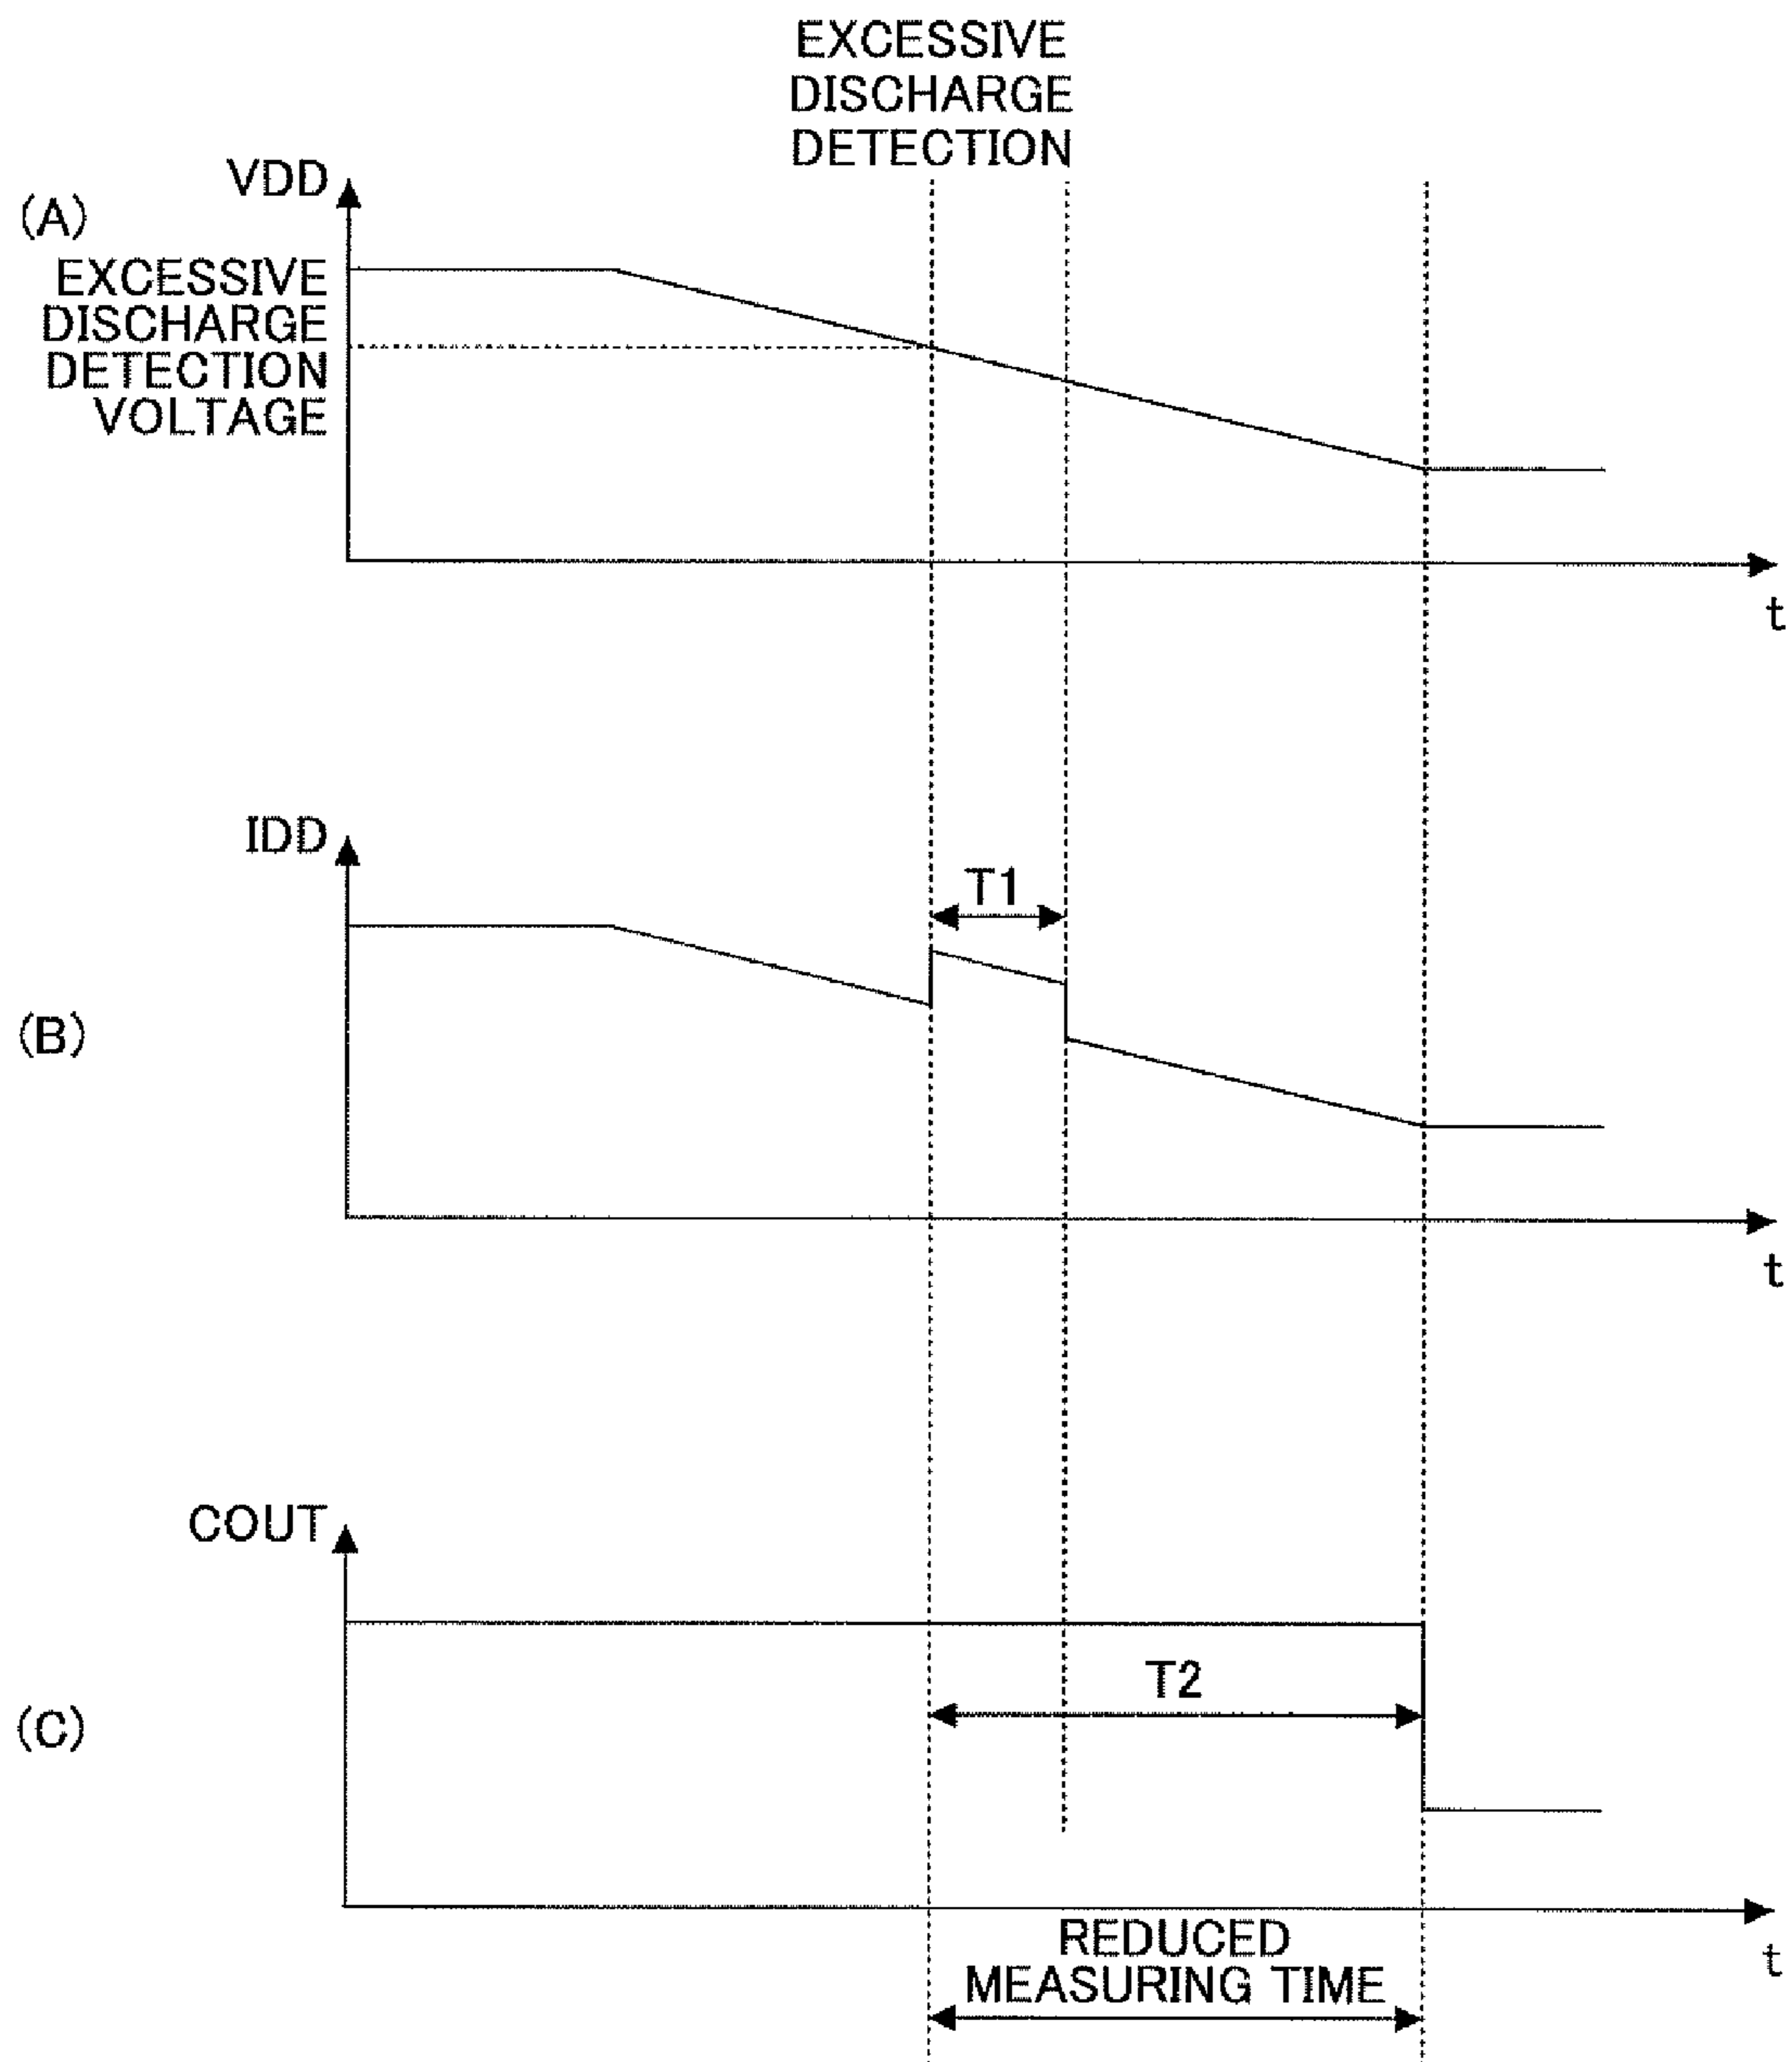 EXCESSIVE
DISCHARGE
DETECTION
(A)
VDD
EXCESSIVE
DISCHARGE
DETECTION
VOLTAGE
t
(B)
IDD
T1
t
(C)
COUT
T2
t
REDUCED
MEASURING TIME